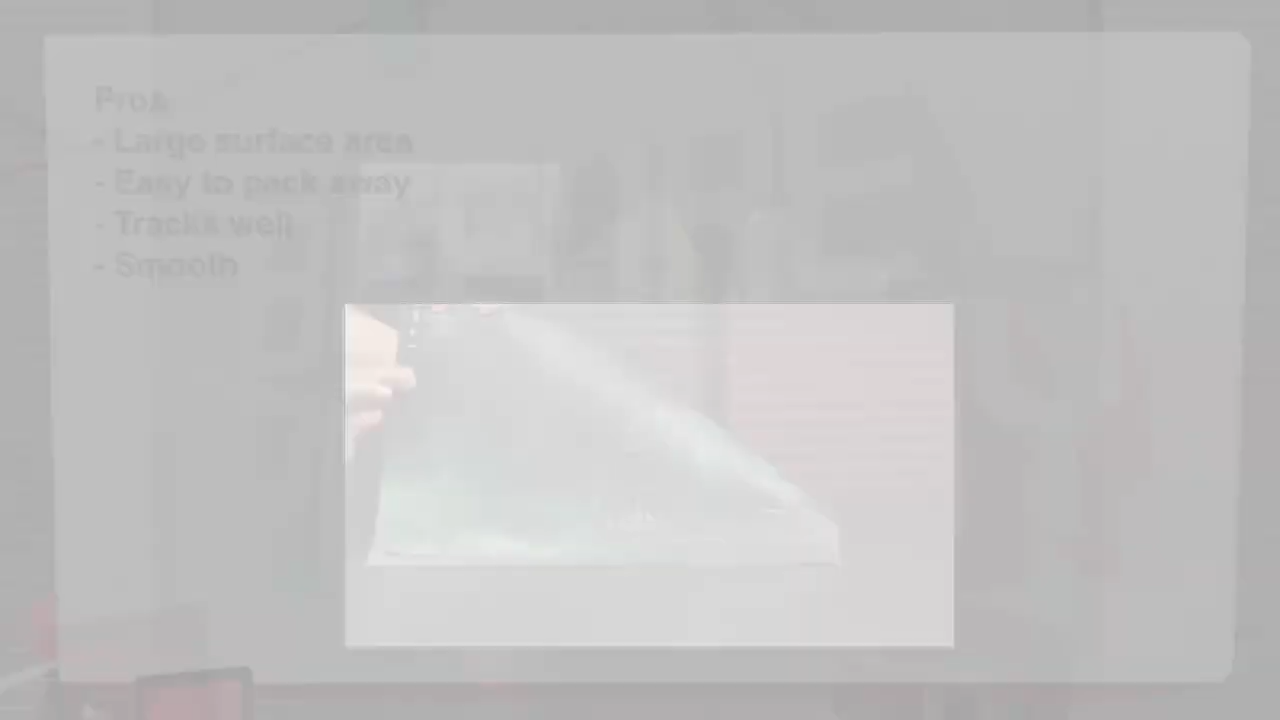 Pros
- Large surface area
- Easy to pack away
- Tracks well
- Smooth